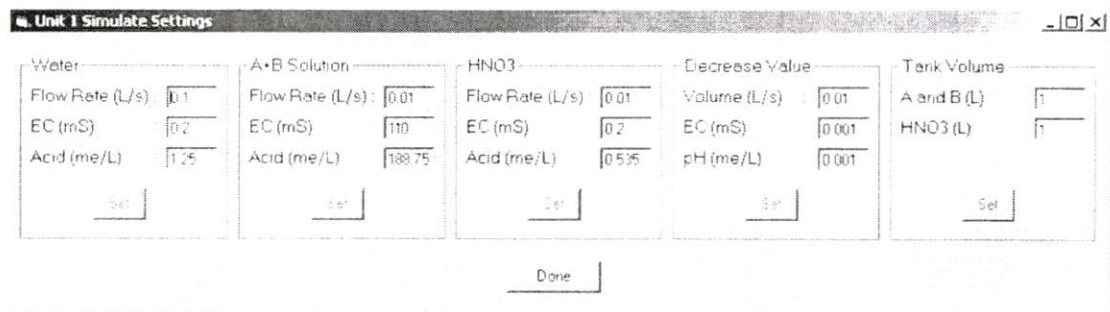 Unit 1 Simulate Settings
Water
Flow Rate (L/s) : 0.1
EC (mS) : 0.2
Acid (me/L) : 1.25
Set
A+B Solution
Flow Rate (L/s) : 0.01
EC (mS) 110
Acid (me/L) 188.75
Set
HNO3
Flow Rate (L/s) : 0.01
EC (mS) 0.2
Acid (me/L) 0.535
Set
Decrease Value
Volume (L/s) : 0.01
EC (mS) 0.001
pH (me/L) 0.001
Set
Tank Volume
A and B (L) 1
HNO3 (L) 1
Set
Done